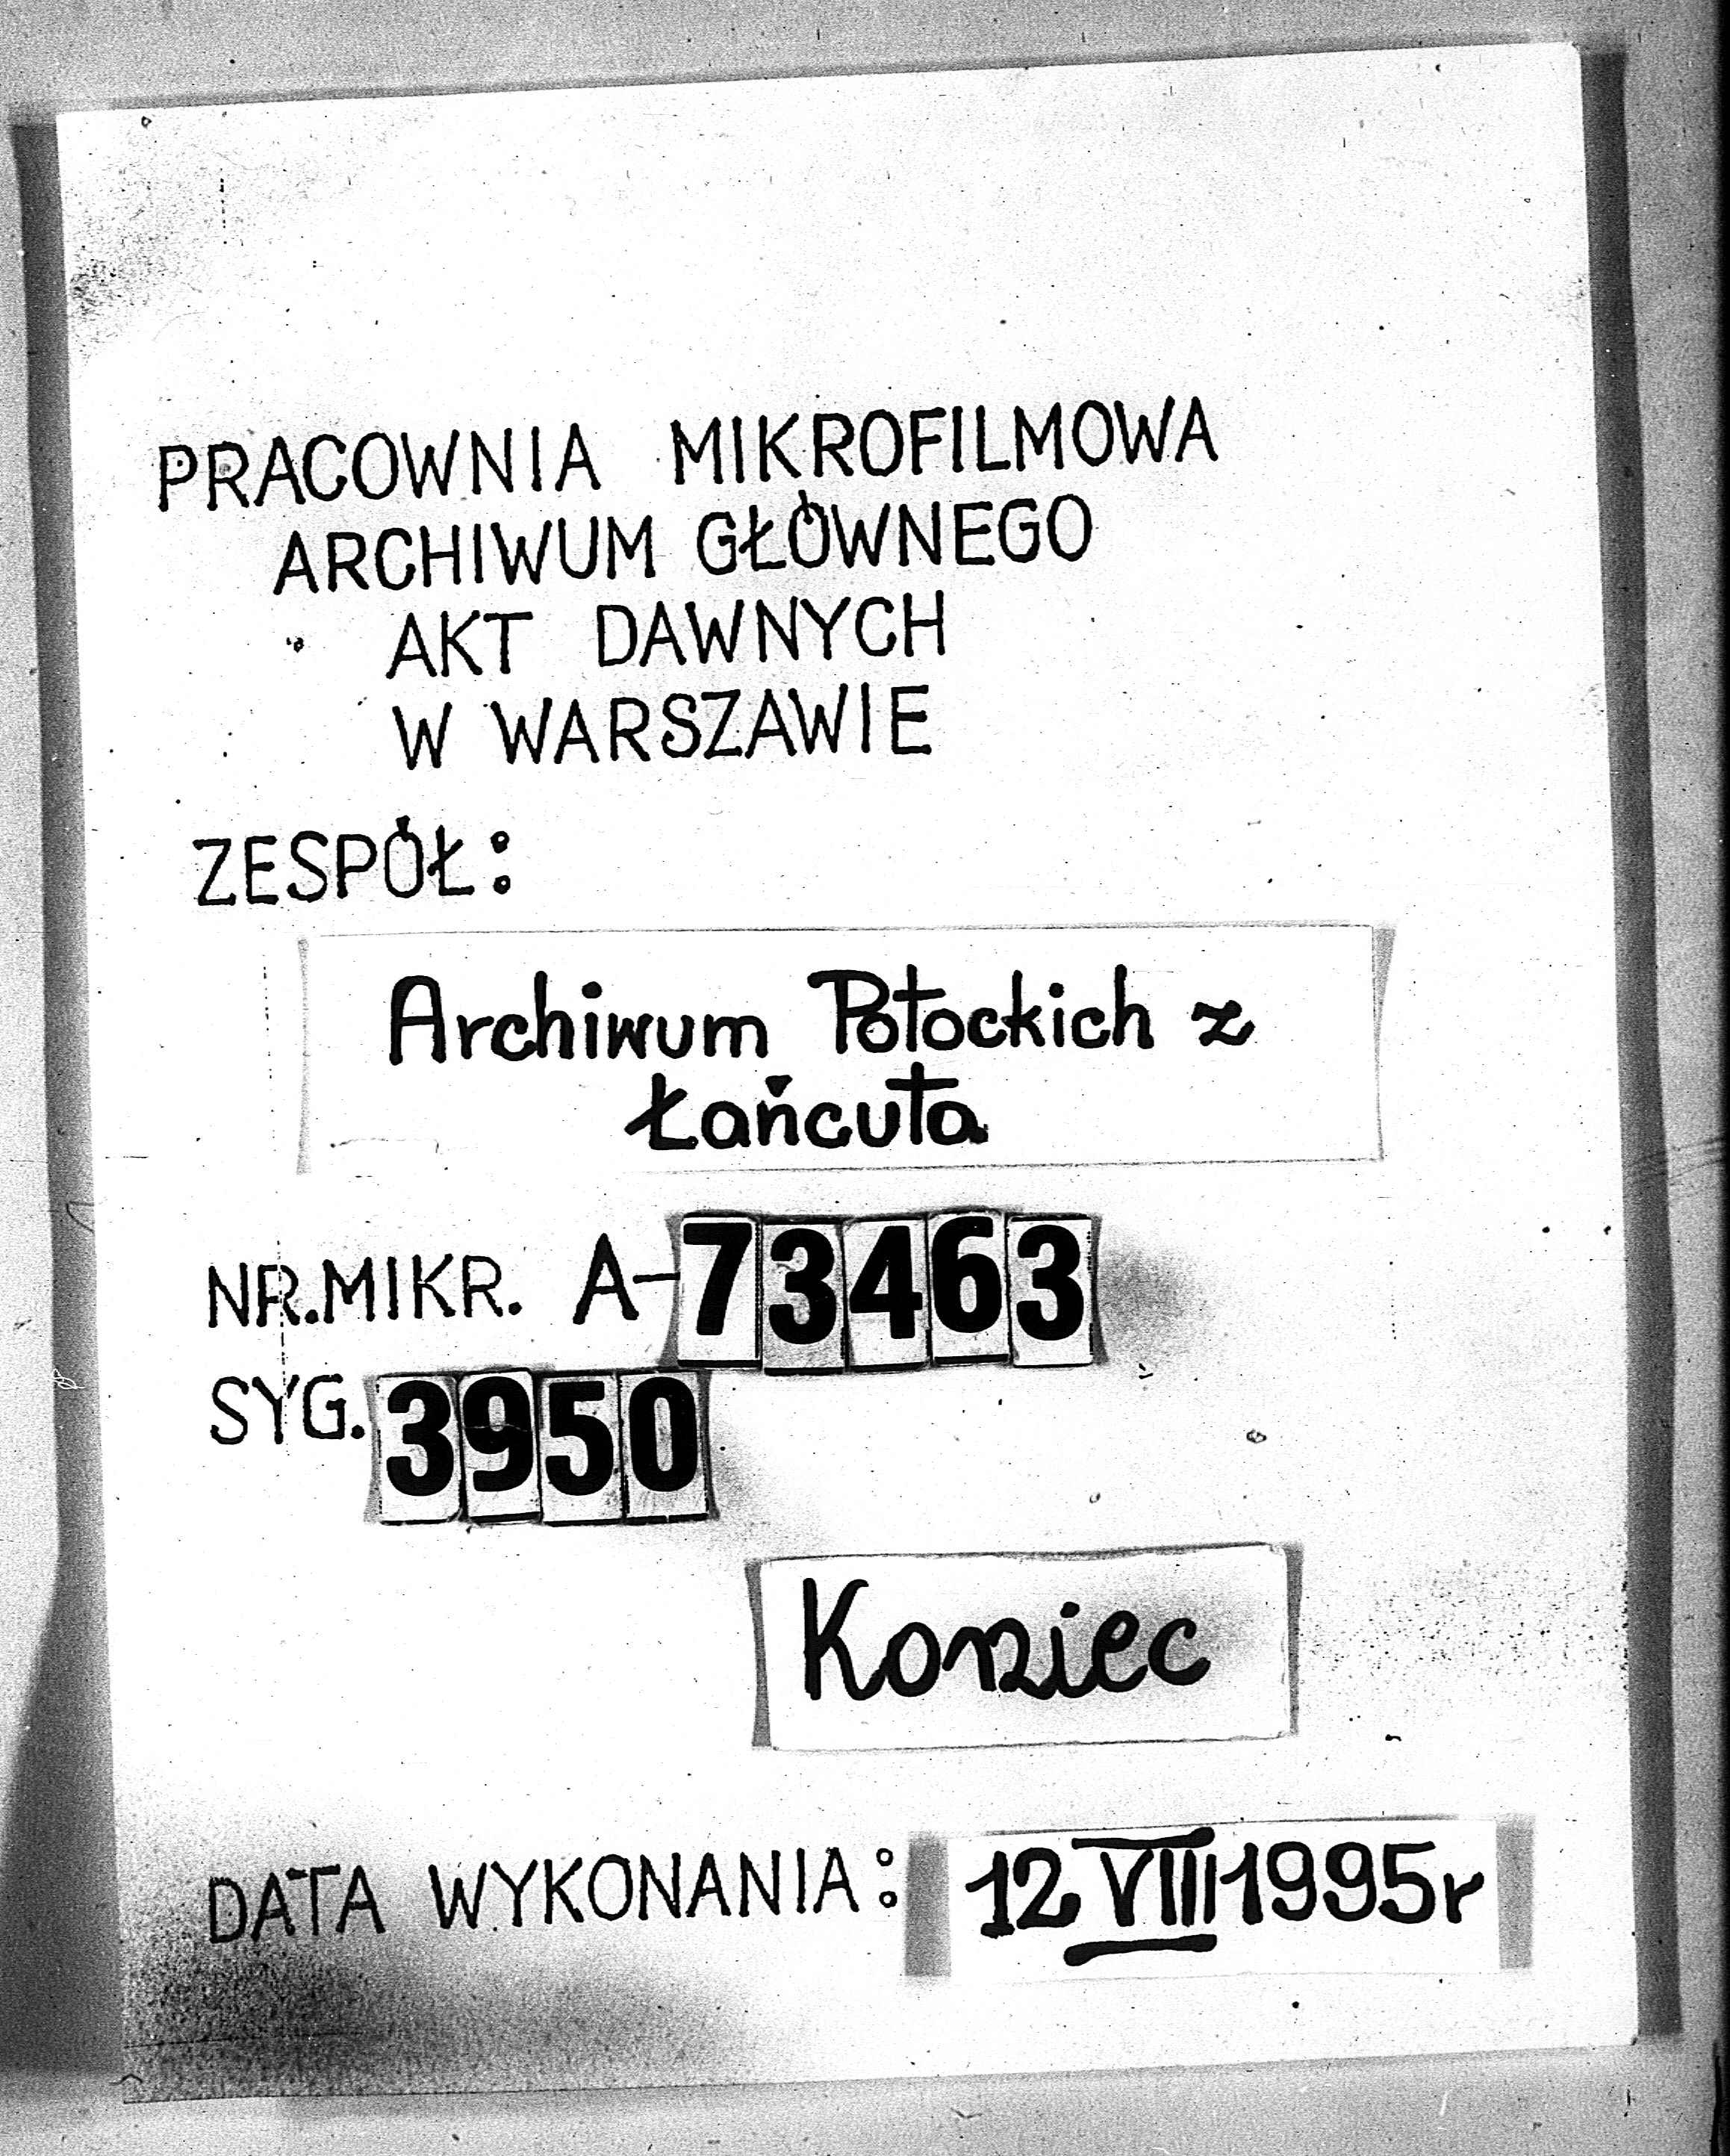 PRACOWNIA MIKROFILMOWA
ARCHIWUM GŁÓWNEGO
AKT DAWNYCH
W WARSZAWIE
ZESPÓŁ:
Archiwum Potockich z
Łańcuta
NR.MIKR. A-73463
SYG. 3950
Koniec
DATA WYKONANIA: 12 VIII 1995r